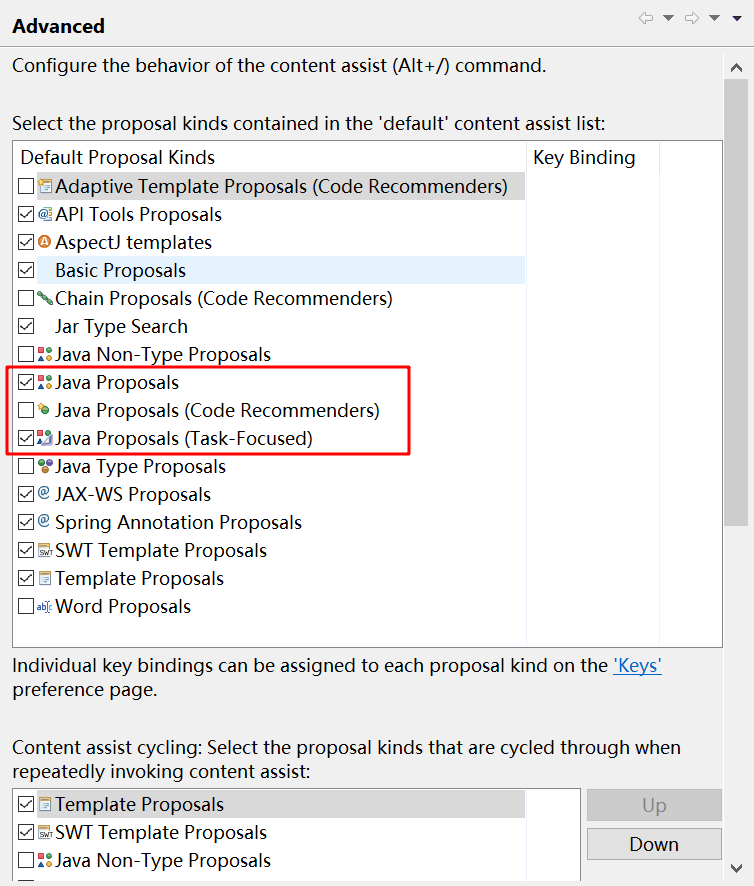 Advanced
Configure the behavior of the content assist (Alt+/) command.
Select the proposal kinds contained in the 'default' content assist list:
Default Proposal Kinds Key Binding
Adaptive Template Proposals (Code Recommenders)
API Tools Proposals
AspectJ templates
Basic Proposals
Chain Proposals (Code Recommenders)
Jar Type Search
Java Non-Type Proposals
Java Proposals
Java Proposals (Code Recommenders)
Java Proposals (Task-Focused)
Java Type Proposals
JAX-WS Proposals
Spring Annotation Proposals
SWT Template Proposals
Template Proposals
Word Proposals
Individual key bindings can be assigned to each proposal kind on the 'Keys'
preference page.
Content assist cycling: Select the proposal kinds that are cycled through when
repeatedly invoking content assist:
Template Proposals
Up
SWT Template Proposals
Down
Java Non-Type Proposals